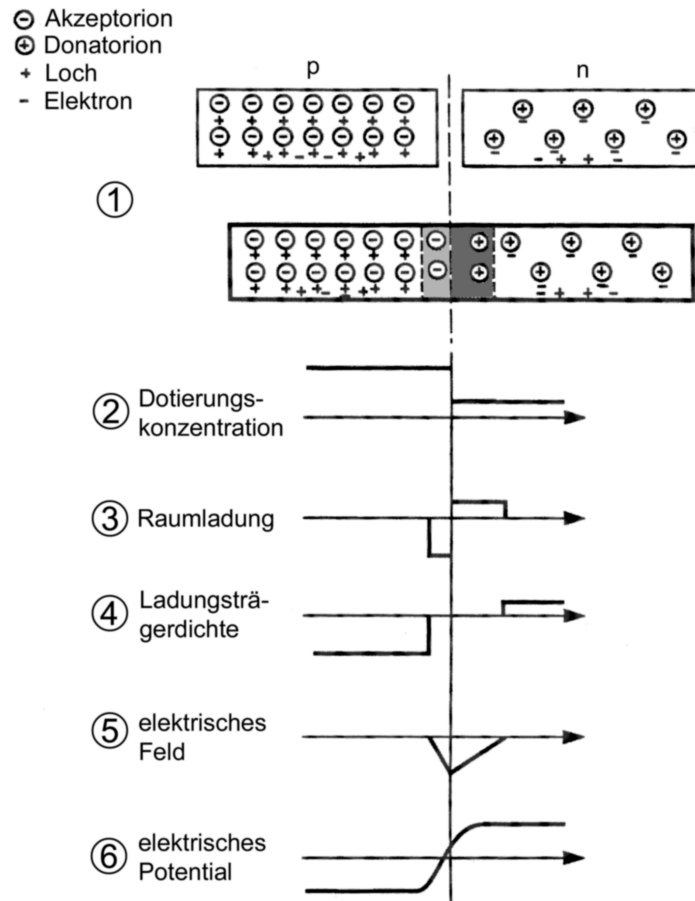 ⊖ Akzeptorion
⊕ Donatorion
+ Loch
- Elektron
p
n
①
② Dotierungs-
konzentration
③ Raumladung
④ Ladungsträ-
gerdichte
⑤ elektrisches
Feld
⑥ elektrisches
Potential